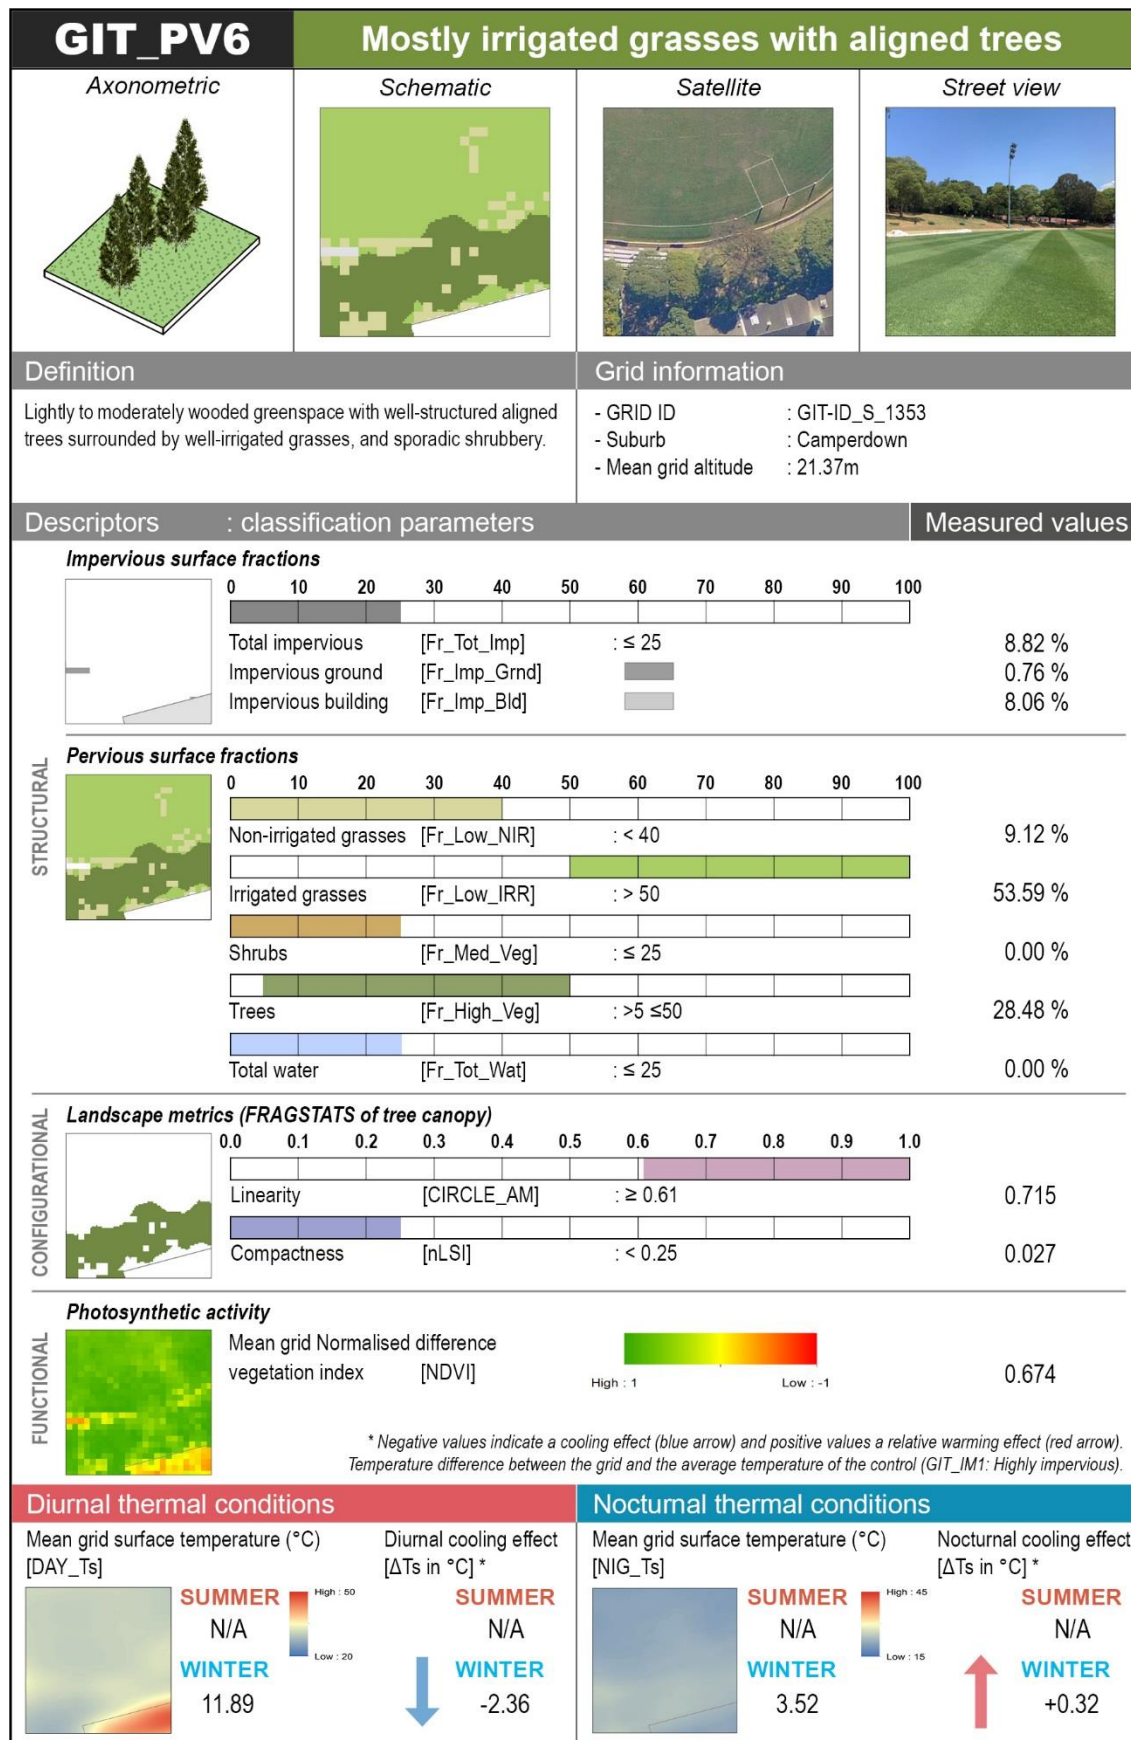 GIT_PV6
Mostly irrigated grasses with aligned trees
Axonometric
Schematic
Satellite
Street view
Definition
Grid information
Lightly to moderately wooded greenspace with well-structured aligned
trees surrounded by well-irrigated grasses, and sporadic shrubbery.
- GRID ID : GIT-ID_S_1353
- Suburb : Camperdown
- Mean grid altitude : 21.37m
Descriptors : classification parameters
Measured values
STRUCTURAL
Impervious surface fractions
0 10 20 30 40 50 60 70 80 90 100
Total impervious [Fr_Tot_Imp] : ≤ 25 8.82 %
Impervious ground [Fr_Imp_Grnd] 0.76 %
Impervious building [Fr_Imp_Bld] 8.06 %
Pervious surface fractions
0 10 20 30 40 50 60 70 80 90 100
Non-irrigated grasses [Fr_Low_NIR] : < 40 9.12 %
Irrigated grasses [Fr_Low_IRR] : > 50 53.59 %
Shrubs [Fr_Med_Veg] : ≤ 25 0.00 %
Trees [Fr_High_Veg] : >5 ≤50 28.48 %
Total water [Fr_Tot_Wat] : ≤ 25 0.00 %
CONFIGURATIONAL
Landscape metrics (FRAGSTATS of tree canopy)
0.0 0.1 0.2 0.3 0.4 0.5 0.6 0.7 0.8 0.9 1.0
Linearity [CIRCLE_AM] : ≥ 0.61 0.715
Compactness [nLSI] : < 0.25 0.027
FUNCTIONAL
Photosynthetic activity
Mean grid Normalised difference
vegetation index [NDVI] 0.674
High : 1 Low : -1
* Negative values indicate a cooling effect (blue arrow) and positive values a relative warming effect (red arrow).
Temperature difference between the grid and the average temperature of the control (GIT_IM1: Highly impervious).
Diurnal thermal conditions
Mean grid surface temperature (°C)
[DAY_Ts]
SUMMER
N/A
WINTER
11.89
High : 50
Low : 20
Diurnal cooling effect
[ΔTs in °C] *
SUMMER
N/A
WINTER
-2.36
Nocturnal thermal conditions
Mean grid surface temperature (°C)
[NIG_Ts]
SUMMER
N/A
WINTER
3.52
High : 45
Low : 15
Nocturnal cooling effect
[ΔTs in °C] *
SUMMER
N/A
WINTER
+0.32